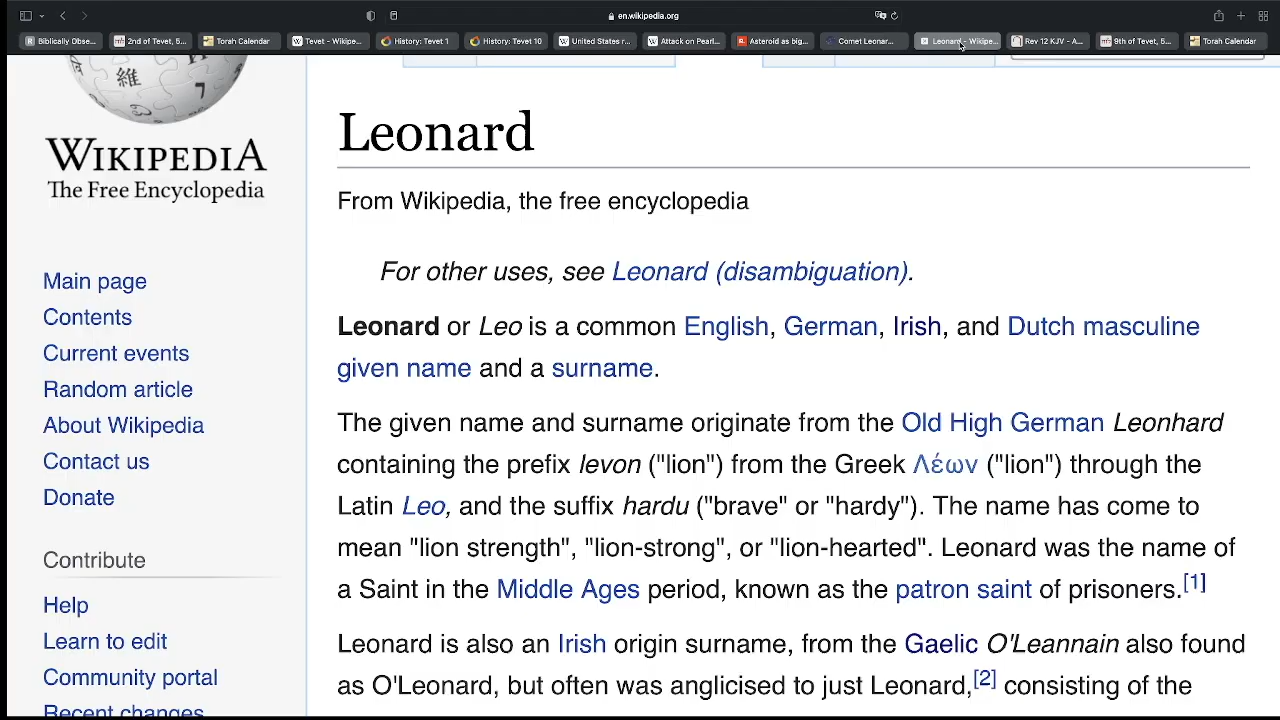 en.wikipedia.org
Biblically Obse...
2nd of Tevet, 5...
Torah Calendar
Tevet - Wikipe...
History: Tevet 1
History: Tevet 10
United States n...
Attack on Pearl...
Asteroid as big...
Comet Leonar...
Leonard - Wikipe...
Rev 12 KJV - A...
9th of Tevet, 5...
Torah Calendar
維
WIKIPEDIA
The Free Encyclopedia
Main page
Contents
Current events
Random article
About Wikipedia
Contact us
Donate
Contribute
Help
Learn to edit
Community portal
Recent changes
Leonard
From Wikipedia, the free encyclopedia
For other uses, see Leonard (disambiguation).
Leonard or Leo is a common English, German, Irish, and Dutch masculine
given name and a surname.
The given name and surname originate from the Old High German Leonhard
containing the prefix levon ("lion") from the Greek Λέων ("lion") through the
Latin Leo, and the suffix hardu ("brave" or "hardy"). The name has come to
mean "lion strength", "lion-strong", or "lion-hearted". Leonard was the name of
a Saint in the Middle Ages period, known as the patron saint of prisoners.[1]
Leonard is also an Irish origin surname, from the Gaelic O'Leannain also found
as O'Leonard, but often was anglicised to just Leonard,[2] consisting of the